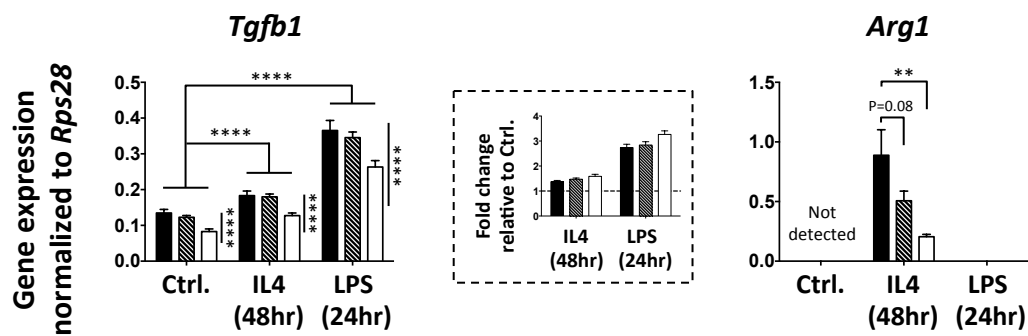 Tgfb1
Arg1
Gene expression
normalized to Rps28
0.5
0.4
0.3
0.2
0.1
0.0
****
****
****
****
****
Ctrl.
IL4
(48hr)
LPS
(24hr)
Fold change
relative to Ctrl.
4
3
2
1
0
IL4
(48hr)
LPS
(24hr)
1.5
1.0
0.5
0.0
**
P=0.08
Not
detected
Ctrl.
IL4
(48hr)
LPS
(24hr)